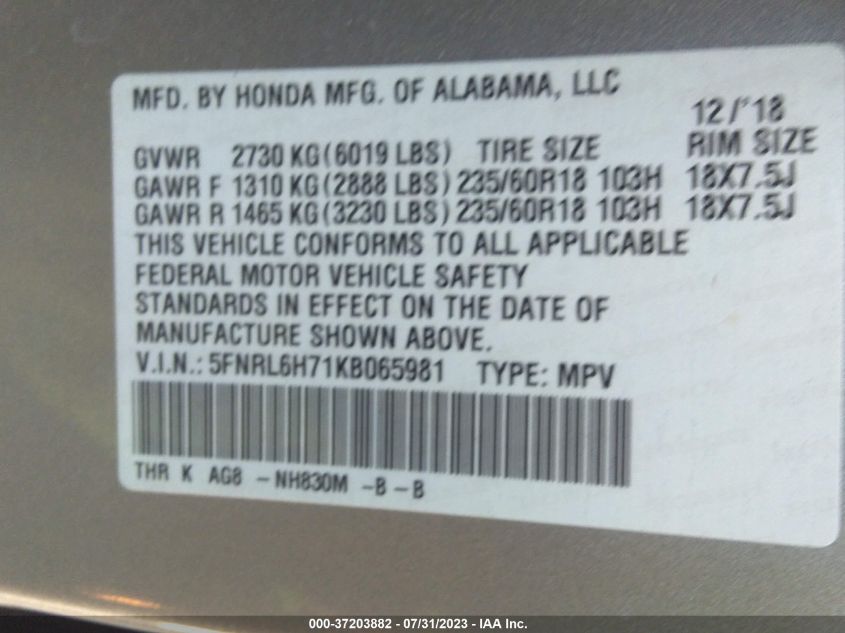 MFD. BY HONDA MFG. OF ALABAMA, LLC
12/'18
GVWR 2730 KG(6019 LBS) TIRE SIZE RIM SIZE
GAWR F 1310 KG(2888 LBS) 235/60R18 103H 18X7.5J
GAWR R 1465 KG(3230 LBS) 235/60R18 103H 18X7.5J
THIS VEHICLE CONFORMS TO ALL APPLICABLE
FEDERAL MOTOR VEHICLE SAFETY
STANDARDS IN EFFECT ON THE DATE OF
MANUFACTURE SHOWN ABOVE.
V.I.N.: 5FNRL6H71KB065981 TYPE: MPV
THR K AG8 -NH830M -B-B
000-37203882 - 07/31/2023 - IAA Inc.